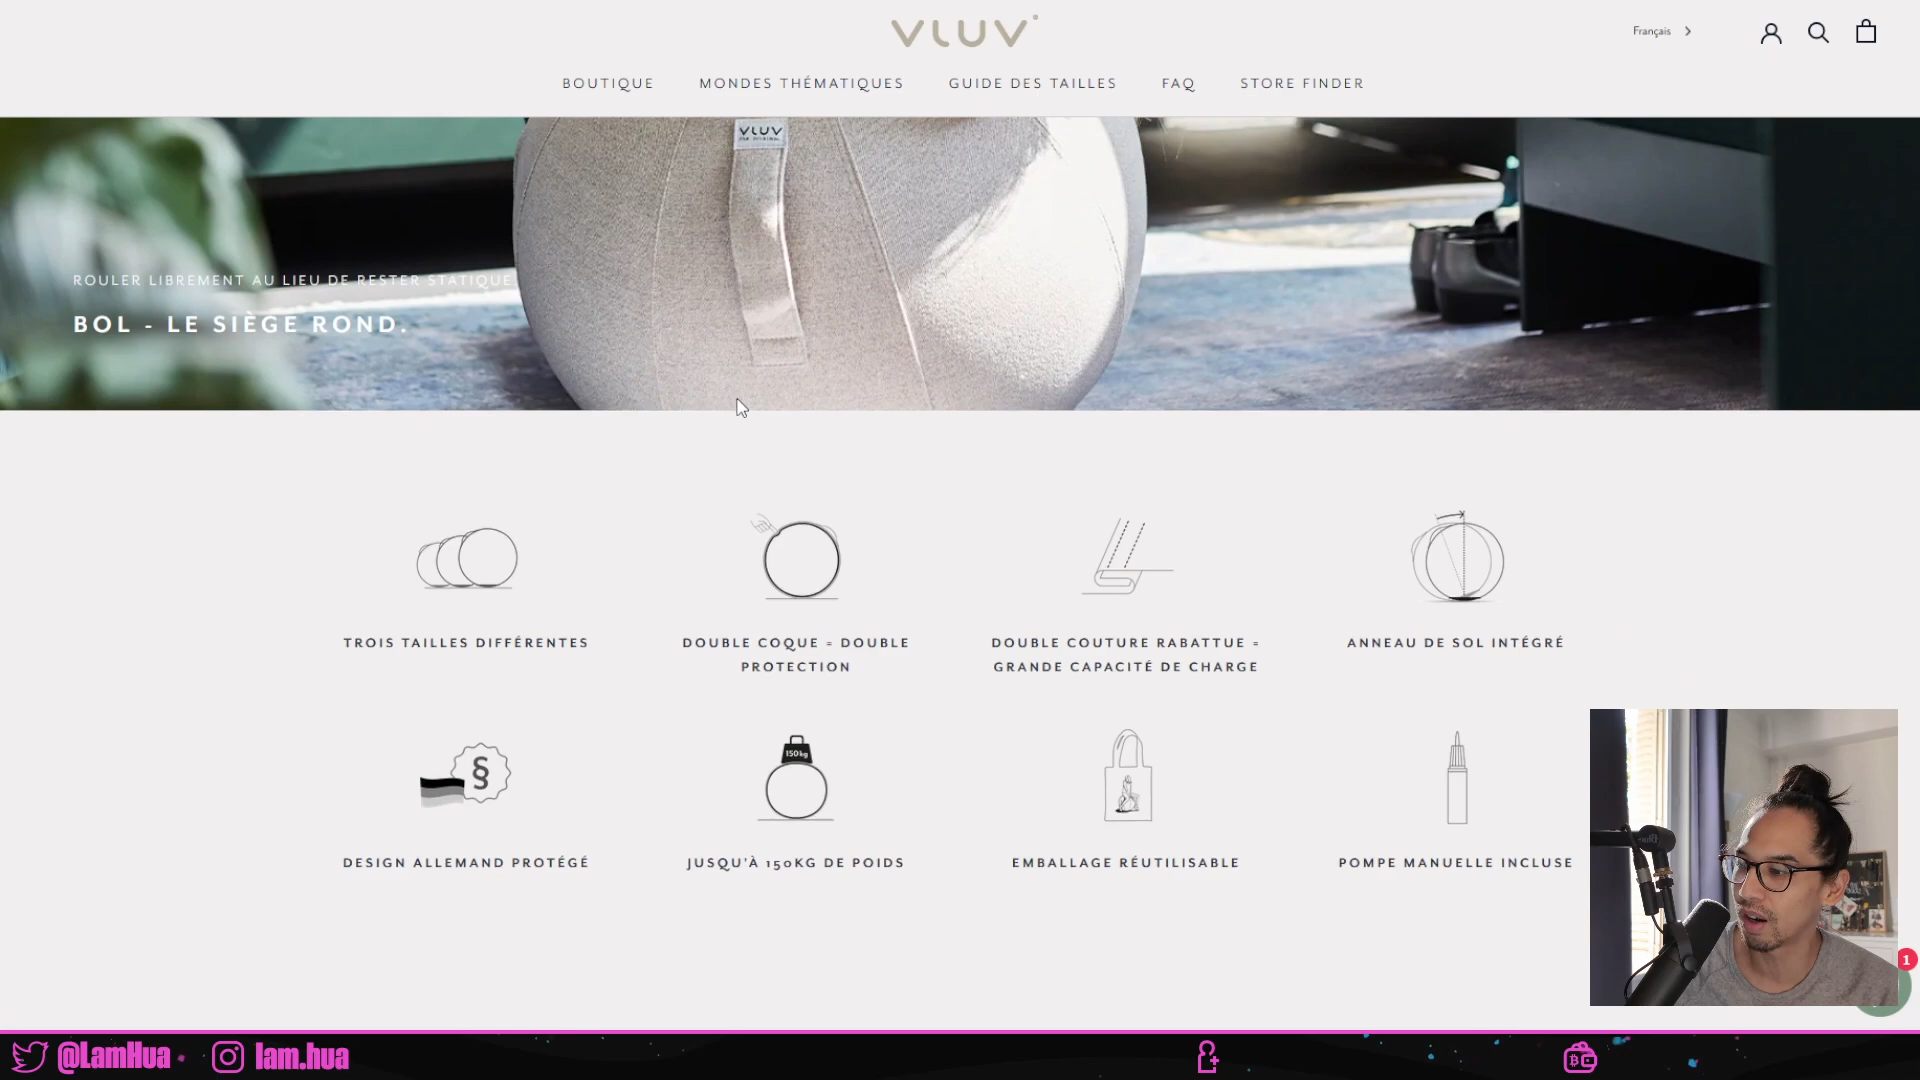 VLUV
Français
BOUTIQUE MONDES THÉMATIQUES GUIDE DES TAILLES FAQ STORE FINDER
VLUV
ROULER LIBREMENT AU LIEU DE RESTER STATIQUE
BOL - LE SIÈGE ROND.
TROIS TAILLES DIFFÉRENTES
DOUBLE COQUE = DOUBLE
PROTECTION
DOUBLE COUTURE RABATTUE =
GRANDE CAPACITÉ DE CHARGE
ANNEAU DE SOL INTÉGRÉ
§
150kg
DESIGN ALLEMAND PROTÉGÉ
JUSQU'À 150KG DE POIDS
EMBALLAGE RÉUTILISABLE
POMPE MANUELLE INCLUSE
1
@LamHua lam.hua